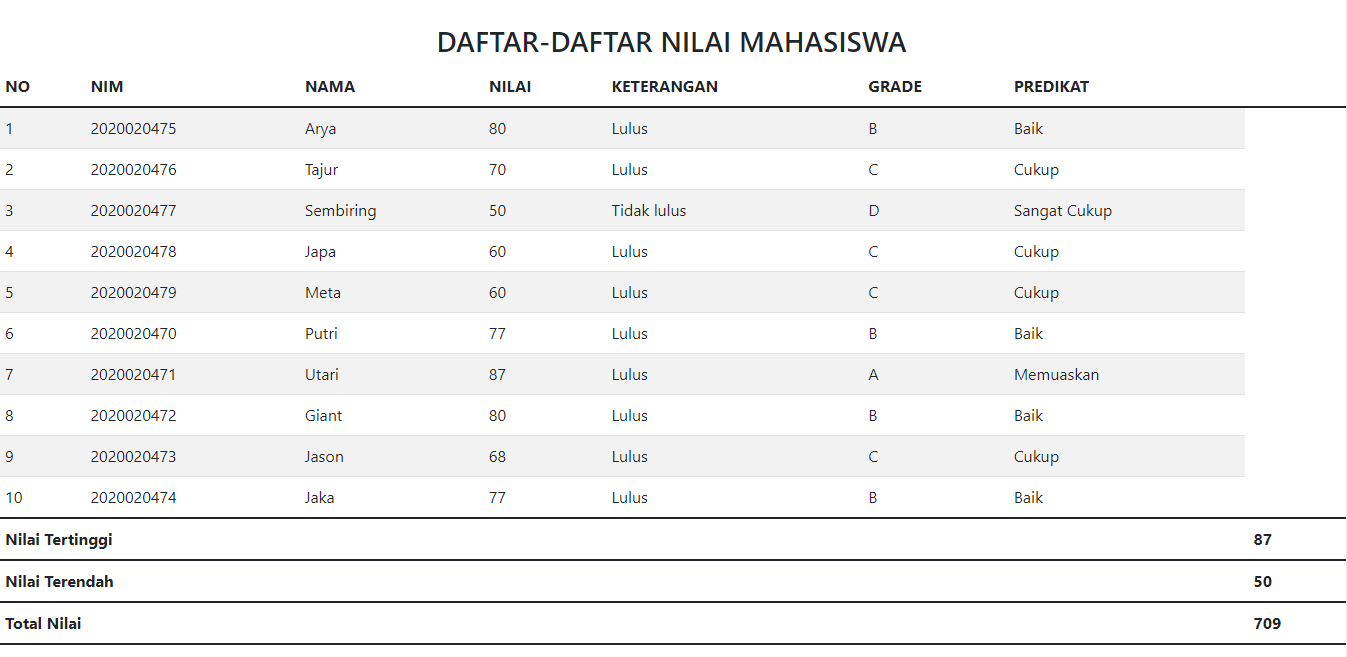 DAFTAR-DAFTAR NILAI MAHASISWA
NO NIM NAMA NILAI KETERANGAN GRADE PREDIKAT
1 2020020475 Arya 80 Lulus B Baik
2 2020020476 Tajur 70 Lulus C Cukup
3 2020020477 Sembiring 50 Tidak lulus D Sangat Cukup
4 2020020478 Japa 60 Lulus C Cukup
5 2020020479 Meta 60 Lulus C Cukup
6 2020020470 Putri 77 Lulus B Baik
7 2020020471 Utari 87 Lulus A Memuaskan
8 2020020472 Giant 80 Lulus B Baik
9 2020020473 Jason 68 Lulus C Cukup
10 2020020474 Jaka 77 Lulus B Baik
Nilai Tertinggi 87
Nilai Terendah 50
Total Nilai 709